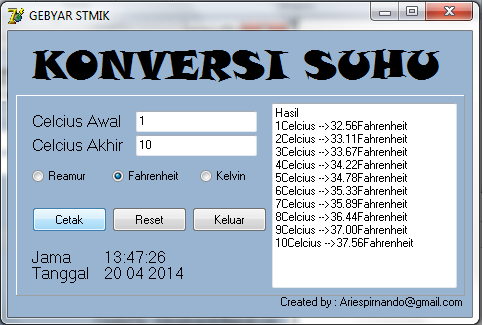 GEBYAR STMIK
KONVERSI SUHU
Celcius Awal 1
Celcius Akhir 10
Reamur Fahrenheit Kelvin
Cetak Reset Keluar
Jama 13:47:26
Tanggal 20 04 2014
Hasil
1Celcius -->32.56Fahrenheit
2Celcius -->33.11Fahrenheit
3Celcius -->33.67Fahrenheit
4Celcius -->34.22Fahrenheit
5Celcius -->34.78Fahrenheit
6Celcius -->35.33Fahrenheit
7Celcius -->35.89Fahrenheit
8Celcius -->36.44Fahrenheit
9Celcius -->37.00Fahrenheit
10Celcius -->37.56Fahrenheit
Created by : Ariespirnando@gmail.com